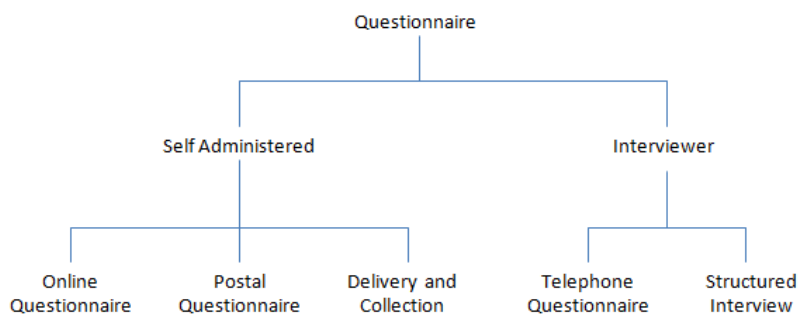 Questionnaire
Self Administered
Interviewer
Online
Questionnaire
Postal
Questionnaire
Delivery and
Collection
Telephone
Questionnaire
Structured
Interview